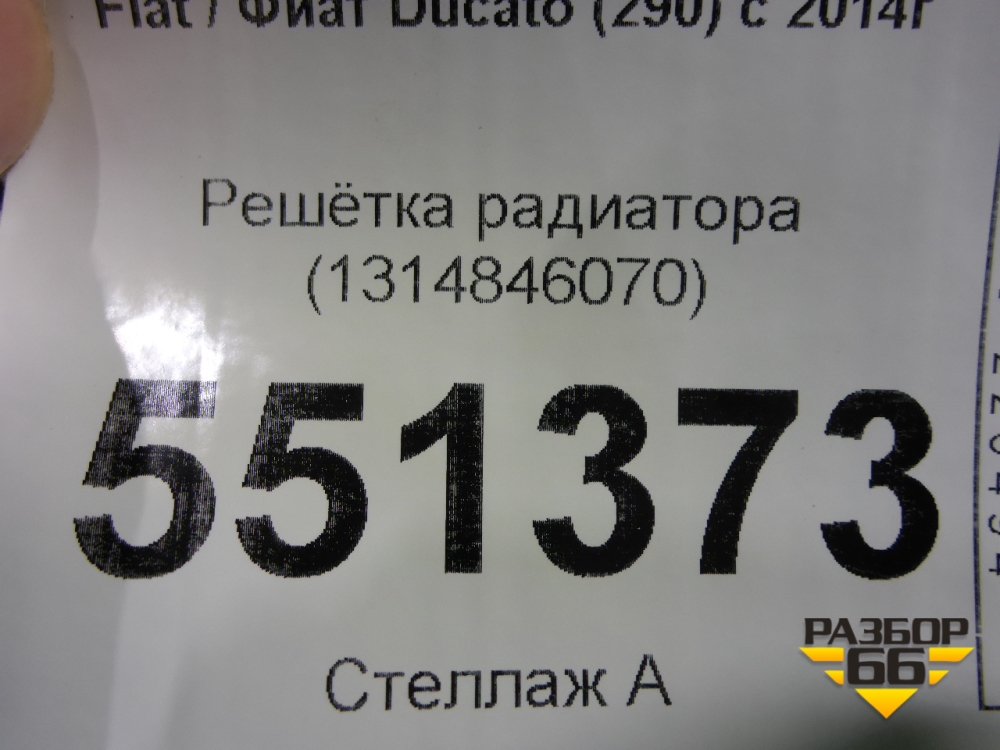 Fiat / Фиат Ducato (290) с 2014г
Решётка радиатора
(1314846070)
551373
Стеллаж А
РАЗБОР
66